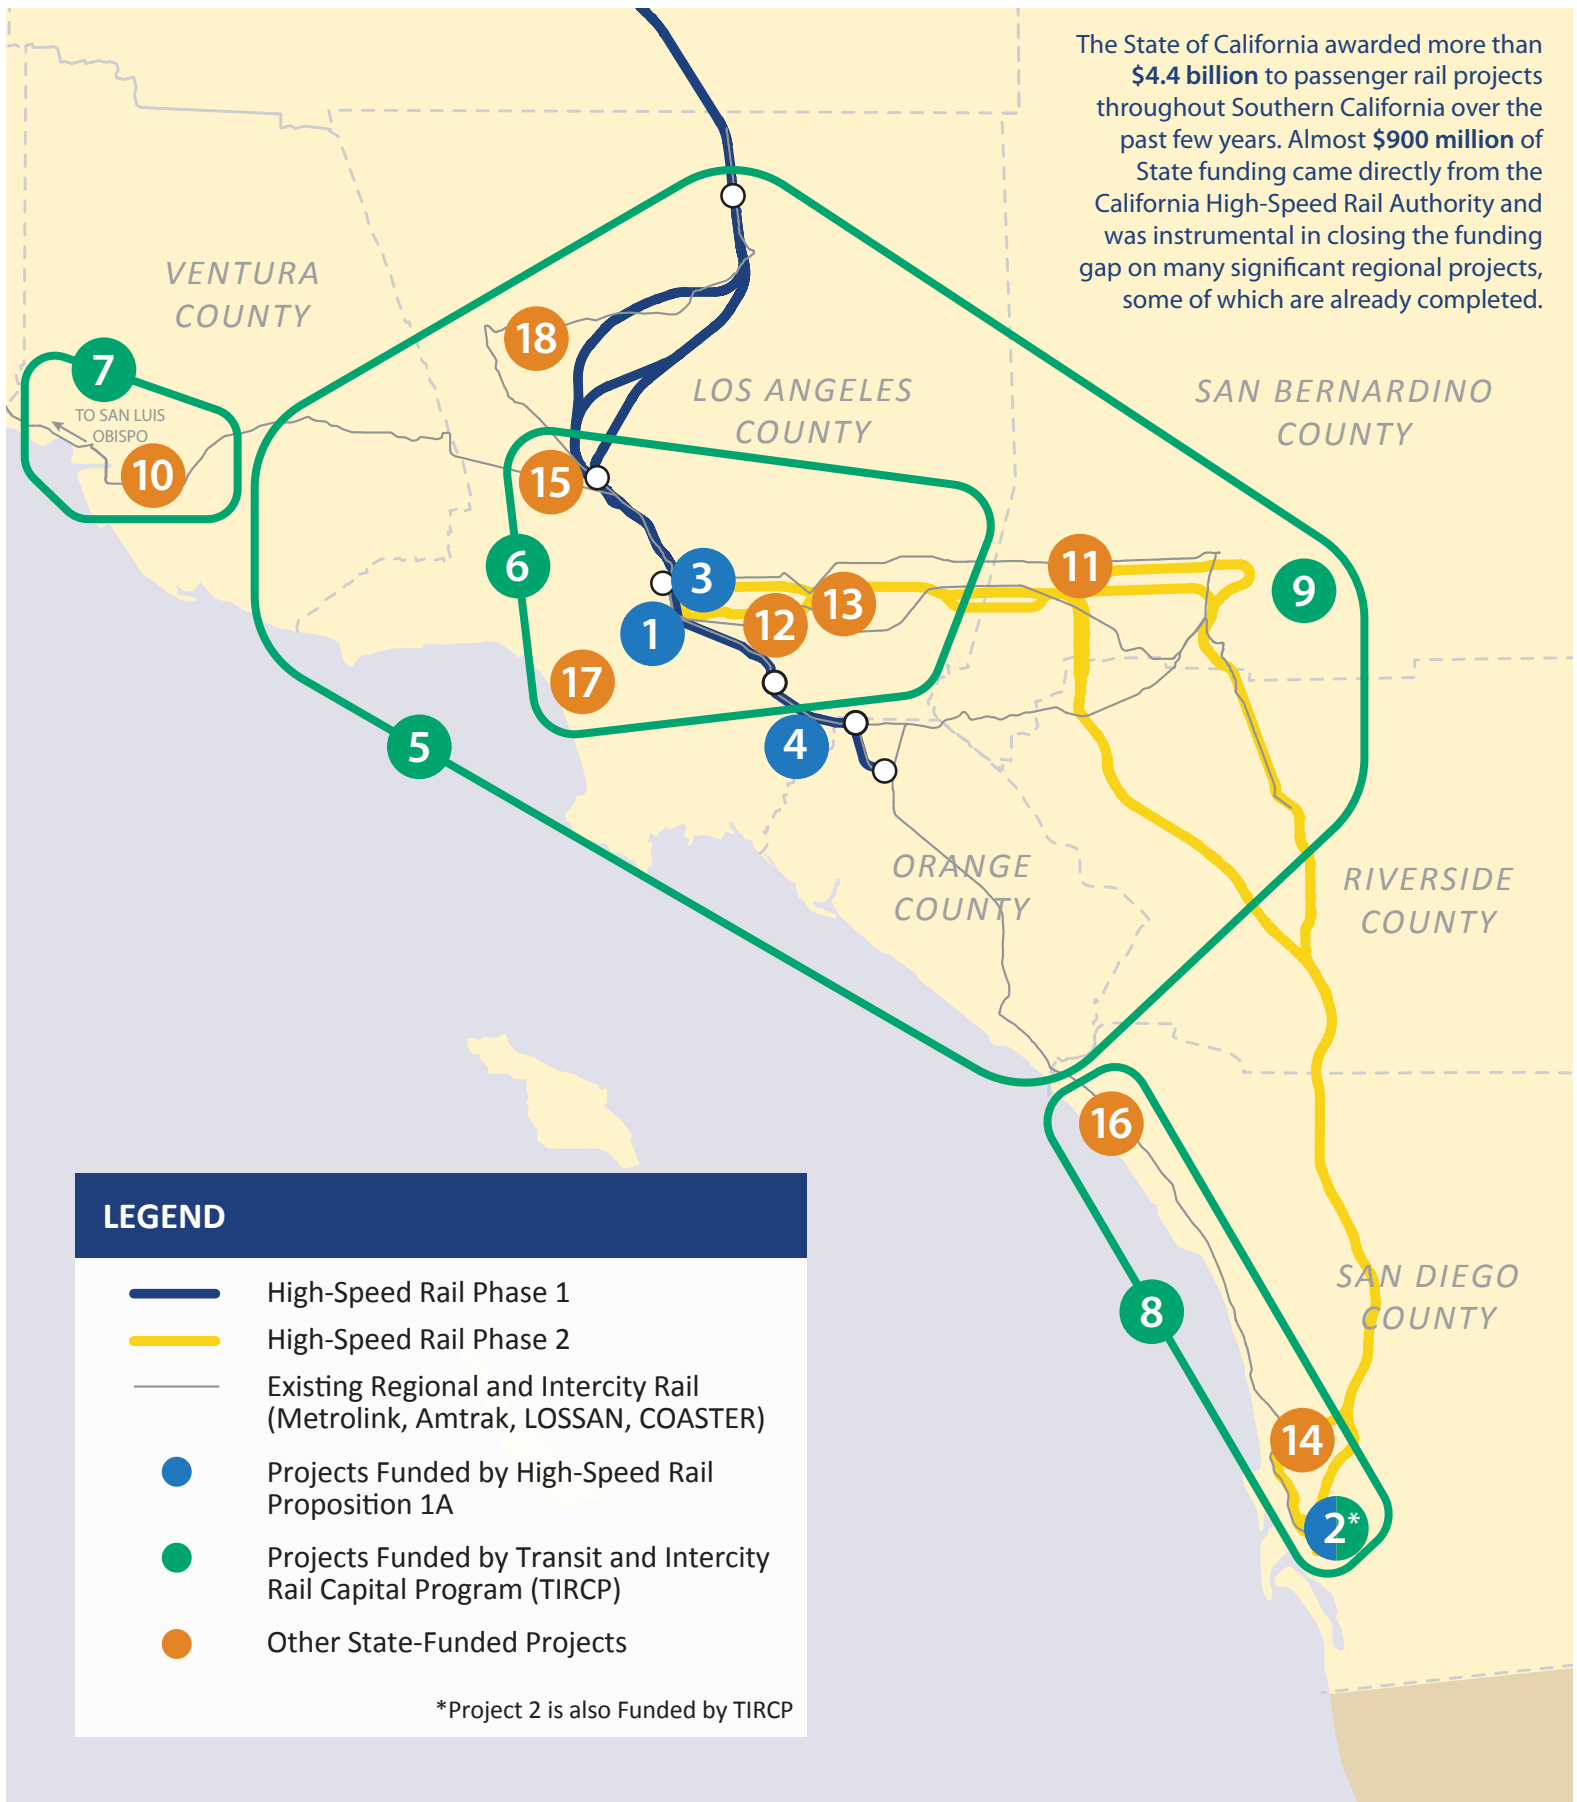 The State of California awarded more than
$4.4 billion to passenger rail projects
throughout Southern California over the
past few years. Almost $900 million of
State funding came directly from the
California High-Speed Rail Authority and
was instrumental in closing the funding
gap on many significant regional projects,
some of which are already completed.
VENTURA
COUNTY
18
7
TO SAN LUIS
OBISPO
10
LOS ANGELES
COUNTY
SAN BERNARDINO
COUNTY
15
6
3
11
9
13
12
1
17
4
5
ORANGE
COUNTY
RIVERSIDE
COUNTY
16
8
SAN DIEGO
COUNTY
14
2*
LEGEND
High-Speed Rail Phase 1
High-Speed Rail Phase 2
Existing Regional and Intercity Rail
(Metrolink, Amtrak, LOSSAN, COASTER)
Projects Funded by High-Speed Rail
Proposition 1A
Projects Funded by Transit and Intercity
Rail Capital Program (TIRCP)
Other State-Funded Projects
*Project 2 is also Funded by TIRCP